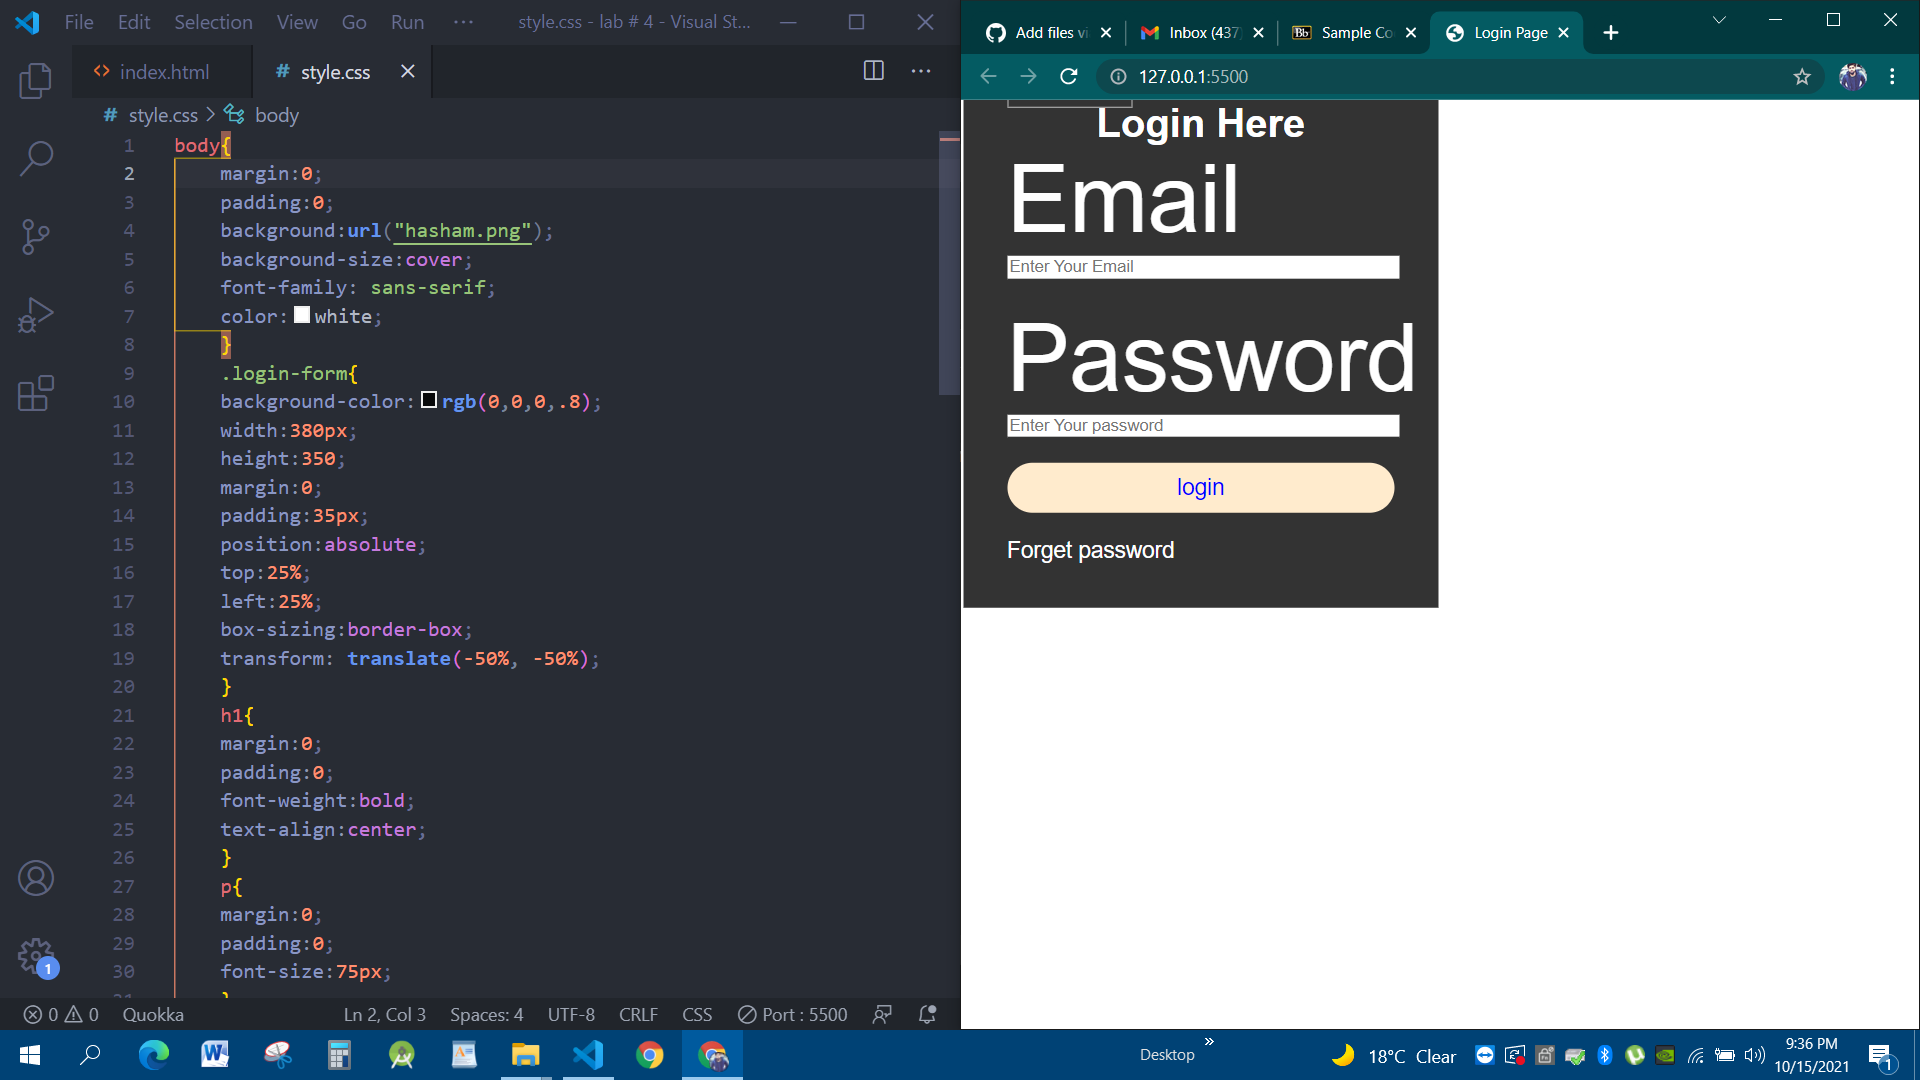 File Edit Selection View Go Run ··· style.css - lab # 4 - Visual St...
index.html
# style.css
# style.css > body
1 body{
2 margin:0;
3 padding:0;
4 background:url("hasham.png");
5 background-size:cover;
6 font-family: sans-serif;
7 color:white;
8 }
9 .login-form{
10 background-color:rgb(0,0,0,.8);
11 width:380px;
12 height:350;
13 margin:0;
14 padding:35px;
15 position:absolute;
16 top:25%;
17 left:25%;
18 box-sizing:border-box;
19 transform: translate(-50%, -50%);
20 }
21 h1{
22 margin:0;
23 padding:0;
24 font-weight:bold;
25 text-align:center;
26 }
27 p{
28 margin:0;
29 padding:0;
30 font-size:75px;
1
0 0 Quokka Ln 2, Col 3 Spaces: 4 UTF-8 CRLF CSS Port : 5500
Add files vi
Inbox (437
Bb Sample Co
Login Page
127.0.0.1:5500
Login Here
Email
Enter Your Email
Password
Enter Your password
login
Forget password
Desktop
18°C Clear
9:36 PM
10/15/2021
1